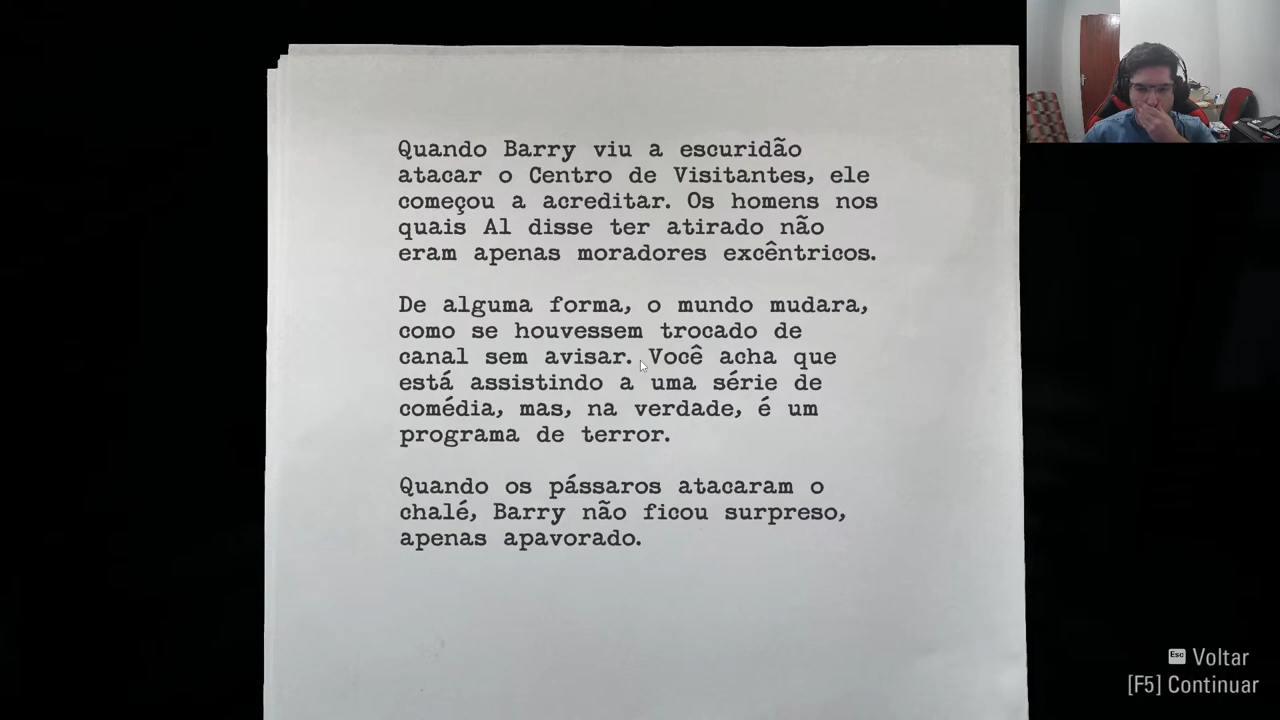 Quando Barry viu a escuridão
atacar o Centro de Visitantes, ele
começou a acreditar. Os homens nos
quais Al disse ter atirado não
eram apenas moradores excêntricos.
De alguma forma, o mundo mudara,
como se houvessem trocado de
canal sem avisar. Você acha que
está assistindo a uma série de
comédia, mas, na verdade, é um
programa de terror.
Quando os pássaros atacaram o
chalé, Barry não ficou surpreso,
apenas apavorado.
Esc Voltar
[F5] Continuar